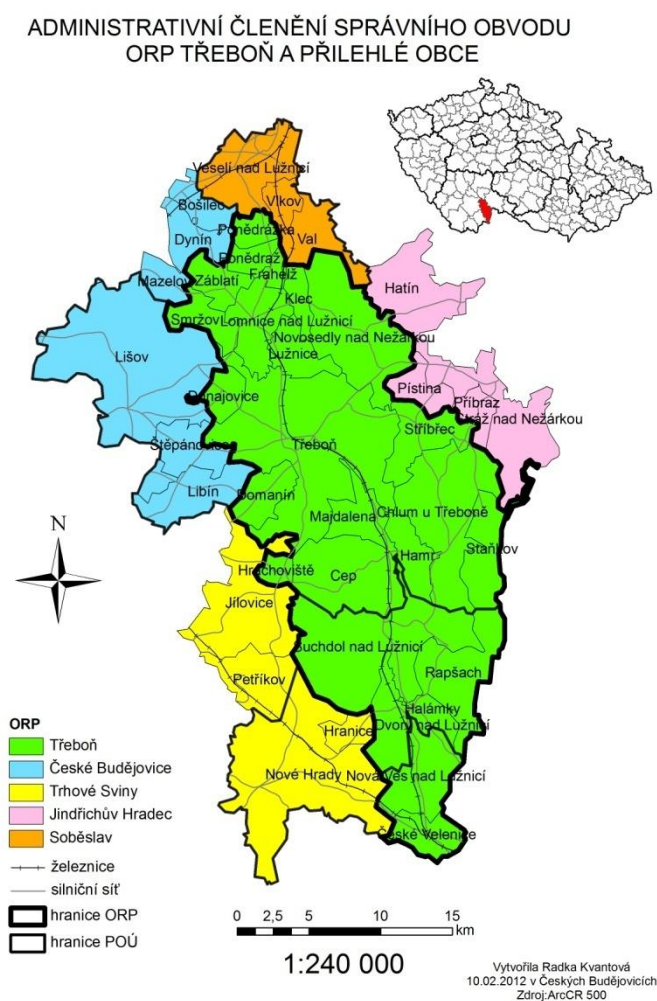 ADMINISTRATIVNÍ ČLENĚNÍ SPRÁVNÍHO OBVODU
ORP TŘEBOŇ A PŘILEHLÉ OBCE
Veselí nad Lužnicí
Bošilec
Vlkov
Dynín
Ponědrážka
Val
Ponědraž
Mazelov
Záblatí
Frahelž
Hatín
Klec
Smržov
Lomnice nad Lužnicí
Novosedly nad Nežárkou
Lužnice
Lišov
Pístina
Příbraz
Dunajovice
Stráž nad Nežárkou
Stříbřec
Štěpánovice
Třeboň
Libín
Domanín
Majdalena
Chlum u Třeboně
N
Hamr
Staňkov
Hrachoviště
Cep
Jílovice
Suchdol nad Lužnicí
Petříkov
Rapšach
Halámky
Hranice
Dvory nad Lužnicí
Nové Hrady
Nová Ves nad Lužnicí
České Velenice
ORP
Třeboň
České Budějovice
Trhové Sviny
Jindřichův Hradec
Soběslav
železnice
silniční síť
hranice ORP
hranice POÚ
0 2,5 5 10 15
km
1:240 000
Vytvořila Radka Kvantová
10.02.2012 v Českých Budějovicích
Zdroj:ArcCR 500